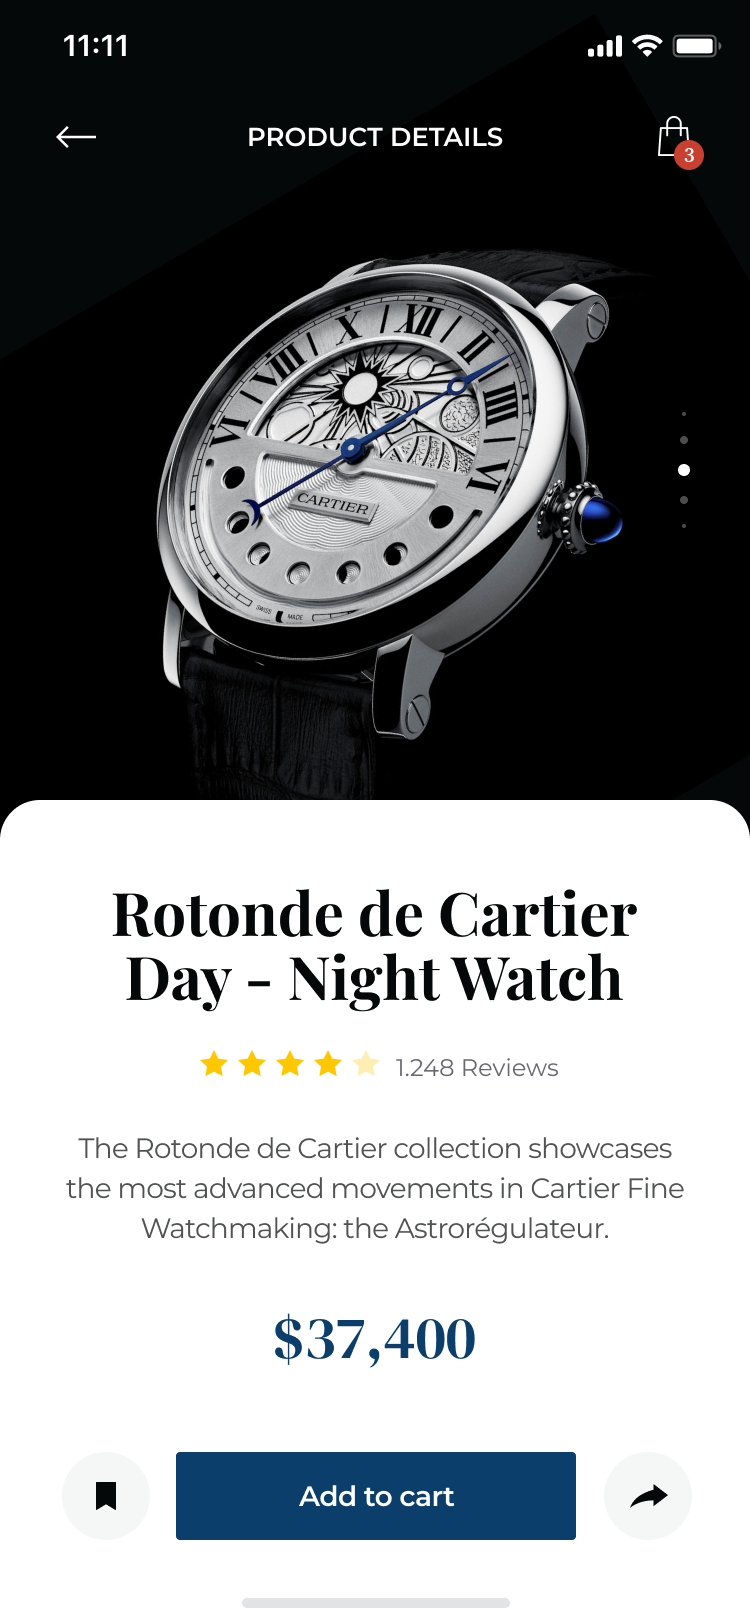 11:11
PRODUCT DETAILS
3
CARTIER
SWISS MADE
Rotonde de Cartier
Day - Night Watch
1.248 Reviews
The Rotonde de Cartier collection showcases
the most advanced movements in Cartier Fine
Watchmaking: the Astrorégulateur.
$37,400
Add to cart